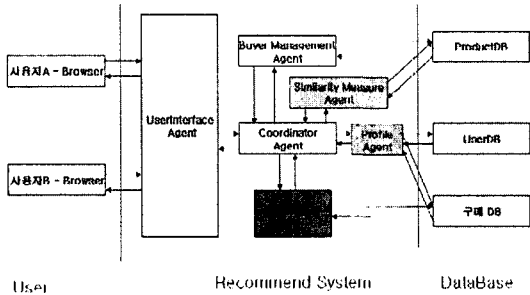 Buyer Management
Agent
ProductDB
사용자A - Browser
Similarity Measure
Agent
UserInterface
Agent
Coordinator
Agent
Profile
Agent
UserDB
사용자B - Browser
구매 DB
User
Recommend System
DataBase